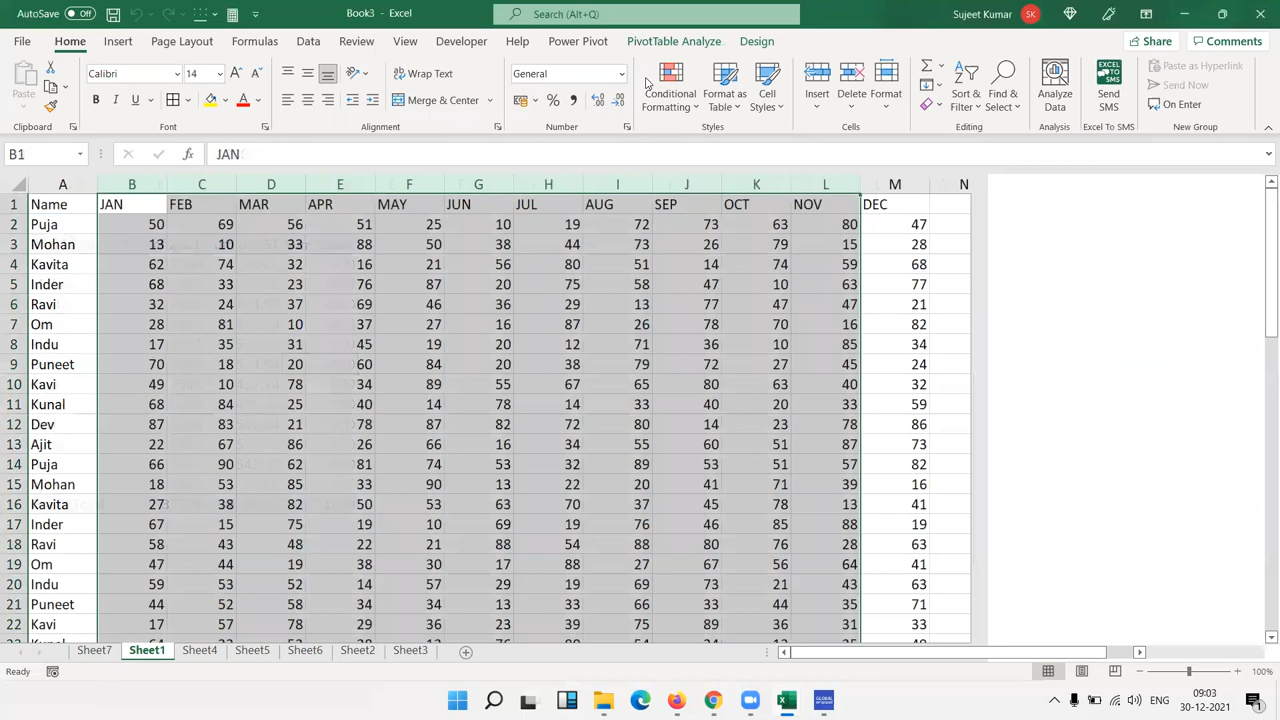 AutoSave Off Book3 - Excel Search (Alt+Q) Sujeet Kumar SK
File Home Insert Page Layout Formulas Data Review View Developer Help Power Pivot PivotTable Analyze Design Share Comments
Paste Calibri 14 Wrap Text General Conditional Formatting Format as Table Cell Styles Insert Delete Format Sort & Filter Find & Select Analyze Data Send SMS Paste as Hyperlink
B I U Merge & Center Send Now
On Enter
Clipboard Font Alignment Number Styles Cells Editing Analysis Excel To SMS New Group
B1 fx JAN
A B C D E F G H I J K L M N
1 Name JAN FEB MAR APR MAY JUN JUL AUG SEP OCT NOV DEC
2 Puja 50 69 56 51 25 10 19 72 73 63 80 47
3 Mohan 13 10 33 88 50 38 44 73 26 79 15 28
4 Kavita 62 74 32 16 21 56 80 51 14 74 59 68
5 Inder 68 33 23 76 87 20 75 58 47 10 63 77
6 Ravi 32 24 37 69 46 36 29 13 77 47 47 21
7 Om 28 81 10 37 27 16 87 26 78 70 16 82
8 Indu 17 35 31 45 19 20 12 71 36 10 85 34
9 Puneet 70 18 20 60 84 20 38 79 72 27 45 24
10 Kavi 49 10 78 34 89 55 67 65 80 63 40 32
11 Kunal 68 84 25 40 14 78 14 33 40 20 33 59
12 Dev 87 83 21 78 87 82 72 80 14 23 78 86
13 Ajit 22 67 86 26 66 16 34 55 60 51 87 73
14 Puja 66 90 62 81 74 53 32 89 53 51 57 82
15 Mohan 18 53 85 33 90 13 22 20 41 71 39 16
16 Kavita 27 38 82 50 53 63 70 37 45 78 13 41
17 Inder 67 15 75 19 10 69 19 76 46 85 88 19
18 Ravi 58 43 48 22 21 88 54 88 80 76 28 63
19 Om 47 44 19 38 30 17 88 27 67 56 64 41
20 Indu 59 53 52 14 57 29 19 69 73 21 43 63
21 Puneet 44 52 58 34 34 13 33 66 33 44 35 71
22 Kavi 17 57 78 29 36 23 39 75 89 36 31 33
Sheet7 Sheet1 Sheet4 Sheet5 Sheet6 Sheet2 Sheet3
Ready 100%
ENG 09:03
30-12-2021